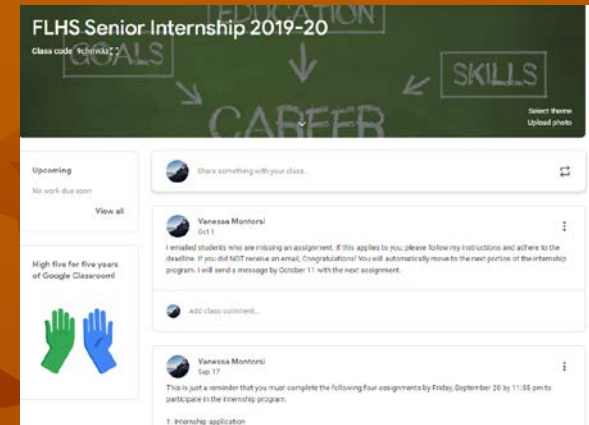 EDUCATION
FLHS Senior Internship 2019-20
Class code
GOALS
SKILLS
CAREER
Select theme
Upload photo
Upcoming
No work due soon
View all
High five for five years
of Google Classroom!
Share something with your class...
Vanessa Montorsi
Oct 1
I emailed students who are missing an assignment. If this applies to you, please follow my instructions and adhere to the
deadline. If you did NOT receive an email, Congratulations! You will automatically move to the next portion of the internship
program. I will send a message by October 11 with the next assignment.
Add class comment...
Vanessa Montorsi
Sep 17
This is just a reminder that you must complete the following four assignments by Friday, September 20 by 11:55 pm to
participate in the internship program.
1. Internship application